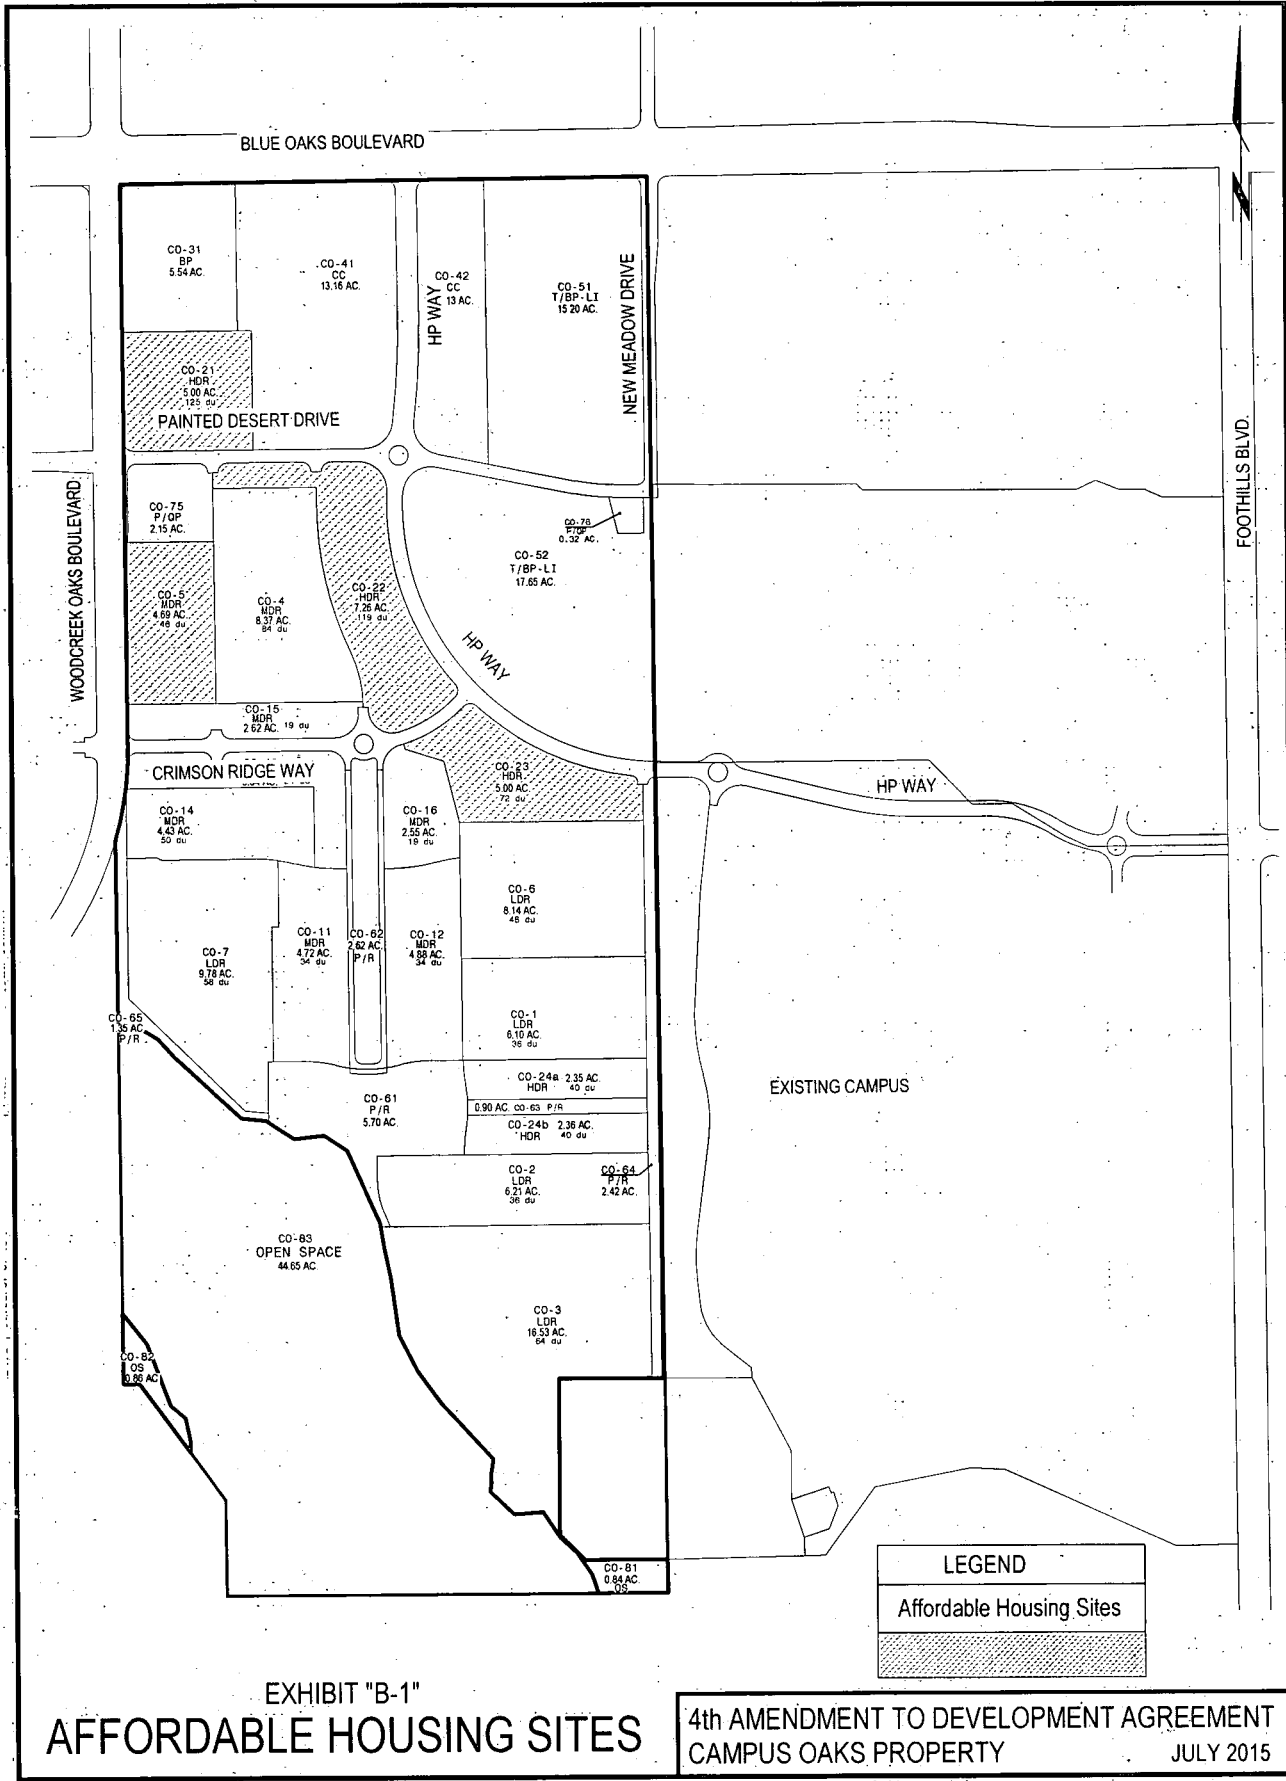 BLUE OAKS BOULEVARD
CO-31
BP
5.54 AC.
CO-41
CC
13.16 AC.
HP WAY
CO-42
CC
13 AC.
CO-51
T/BP-LI
15.20 AC.
NEW MEADOW DRIVE
CO-21
HDR
5.00 AC.
125 du
PAINTED DESERT DRIVE
FOOTHILLS BLVD.
WOODCREEK OAKS BOULEVARD
CO-75
P/QP
2.15 AC.
CO-76
P/QP
0.32 AC.
CO-52
T/BP-LI
17.65 AC.
CO-5
MDR
4.69 AC.
CO-4
MDR
8.37 AC.
CO-22
HDR
7.26 AC.
119 du
HP WAY
CO-15
MDR
2.62 AC. 19 du
CRIMSON RIDGE WAY
CO-23
HDR
5.00 AC.
72 du
HP WAY
CO-14
MDR
4.43 AC.
50 du
CO-16
MDR
2.55 AC.
19 du
CO-6
LDR
8.14 AC.
CO-7
LDR
9.78 AC.
58 du
CO-11
MDR
4.72 AC.
34 du
CO-62
2.62 AC.
P/R
CO-12
MDR
4.88 AC.
34 du
CO-65
1.35 AC
P/R
CO-1
LDR
6.10 AC.
36 du
CO-24a 2.35 AC.
HDR 40 du
0.90 AC. CO-63 P/R
CO-24b 2.36 AC.
HDR 40 du
CO-61
P/R
5.70 AC.
EXISTING CAMPUS
CO-2
LDR
6.21 AC.
36 du
CO-64
P/R
2.42 AC.
CO-83
OPEN SPACE
44.65 AC.
CO-3
LDR
16.53 AC.
64 du
CO-82
OS
0.86 AC
CO-81
0.84 AC.
OS
LEGEND
Affordable Housing Sites
EXHIBIT "B-1"
AFFORDABLE HOUSING SITES
4th AMENDMENT TO DEVELOPMENT AGREEMENT
CAMPUS OAKS PROPERTY
JULY 2015